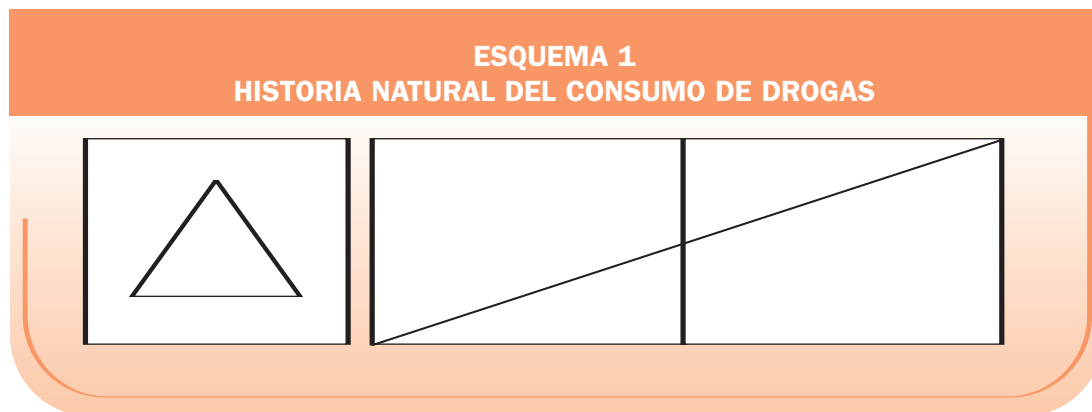 ESQUEMA 1
HISTORIA NATURAL DEL CONSUMO DE DROGAS